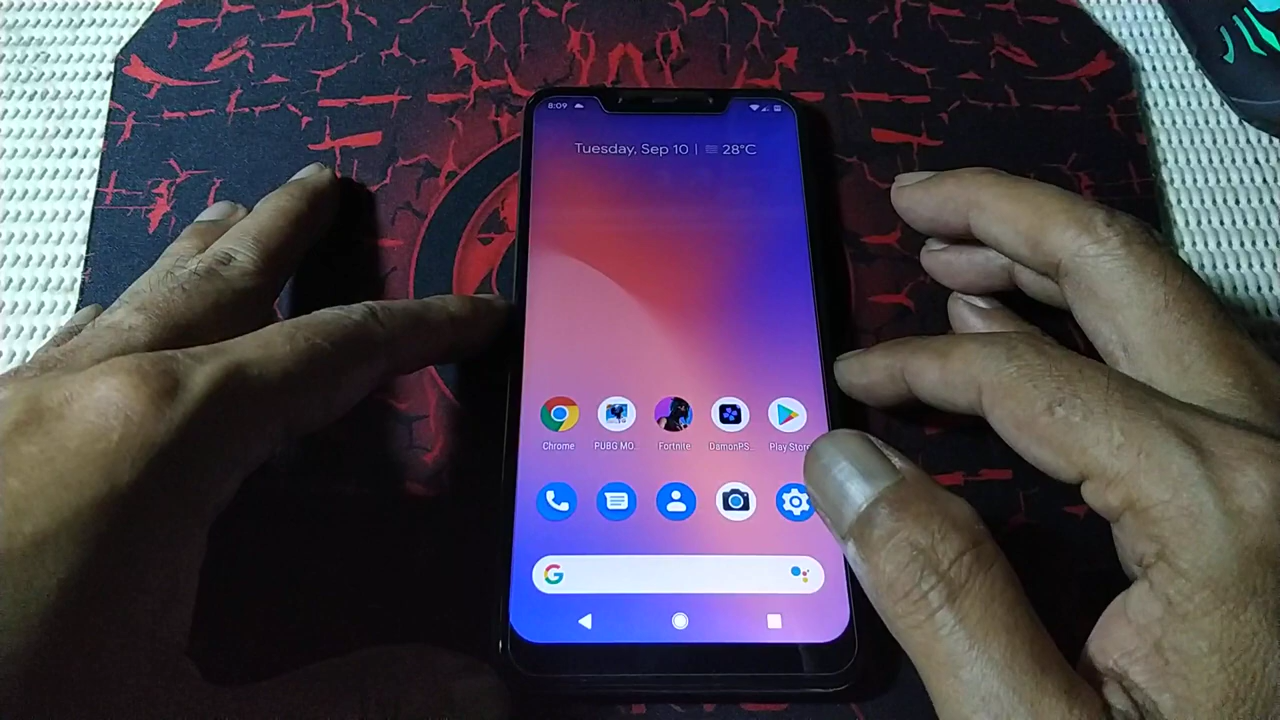 8:09
Tuesday, Sep 10 | 28°C
Chrome PUBG MO.. Fortnite DamonPS.. Play Store
G